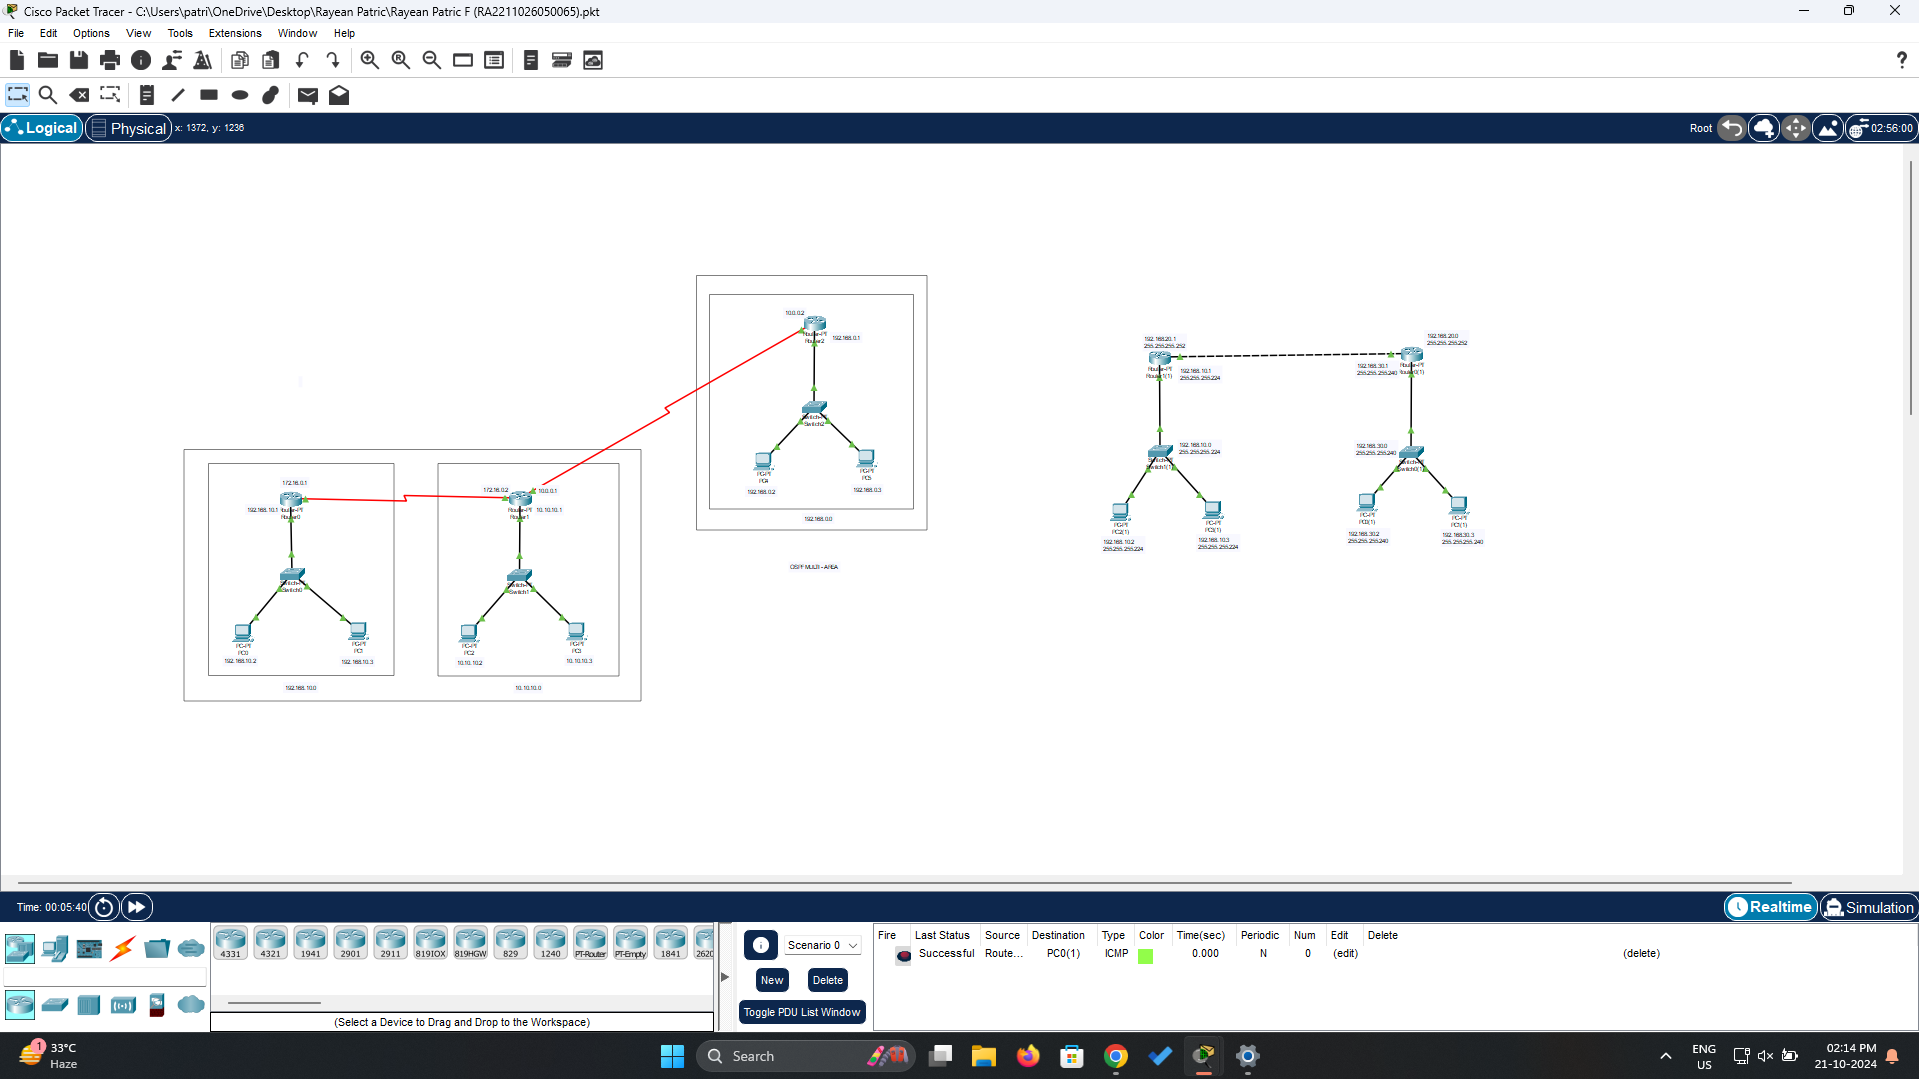 Cisco Packet Tracer - C:\Users\patri\OneDrive\Desktop\Rayean Patric\Rayean Patric F (RA2211026050065).pkt
File Edit Options View Tools Extensions Window Help
Logical Physical x: 1372, y: 1236
Root 02:56:00
10.0.0.2
Router-PT
Router2
192.168.0.1
Switch2
PC-PT
PC4
PC-PT
PC5
192.168.0.2
192.168.0.3
192.168.0.0
OSPF MULTI - AREA
172.16.0.1
192.168.10.1
Router0
Switch0
PC-PT
PC0
PC-PT
PC1
192.168.10.2
192.168.10.3
192.168.10.0
172.16.0.2
10.0.0.1
Router-PT
Router1
10.10.10.1
Switch1
PC-PT
PC2
PC-PT
PC3
10.10.10.2
10.10.10.3
10.10.10.0
192.168.20.1
255.255.255.252
Router-PT
Router1(1)
192.168.10.1
255.255.255.224
192.168.10.0
255.255.255.224
Switch1(1)
PC-PT
PC2(1)
PC-PT
PC3(1)
192.168.10.2
255.255.255.224
192.168.10.3
255.255.255.224
192.168.20.0
255.255.255.252
192.168.30.1
255.255.255.240
Router-PT
Router0(1)
192.168.30.0
255.255.255.240
Switch0(1)
PC-PT
PC0(1)
PC-PT
PC1(1)
192.168.30.2
255.255.255.240
192.168.30.3
255.255.255.240
Time: 00:05:40
Realtime Simulation
4331 4321 1941 2901 2911 819IOX 819HGW 829 1240 PT-Router PT-Empty 1841 2620
(Select a Device to Drag and Drop to the Workspace)
Scenario 0
New Delete
Toggle PDU List Window
Fire Last Status Source Destination Type Color Time(sec) Periodic Num Edit Delete
Successful Route... PC0(1) ICMP 0.000 N 0 (edit) (delete)
1
33°C
Haze
Search
ENG
US
02:14 PM
21-10-2024